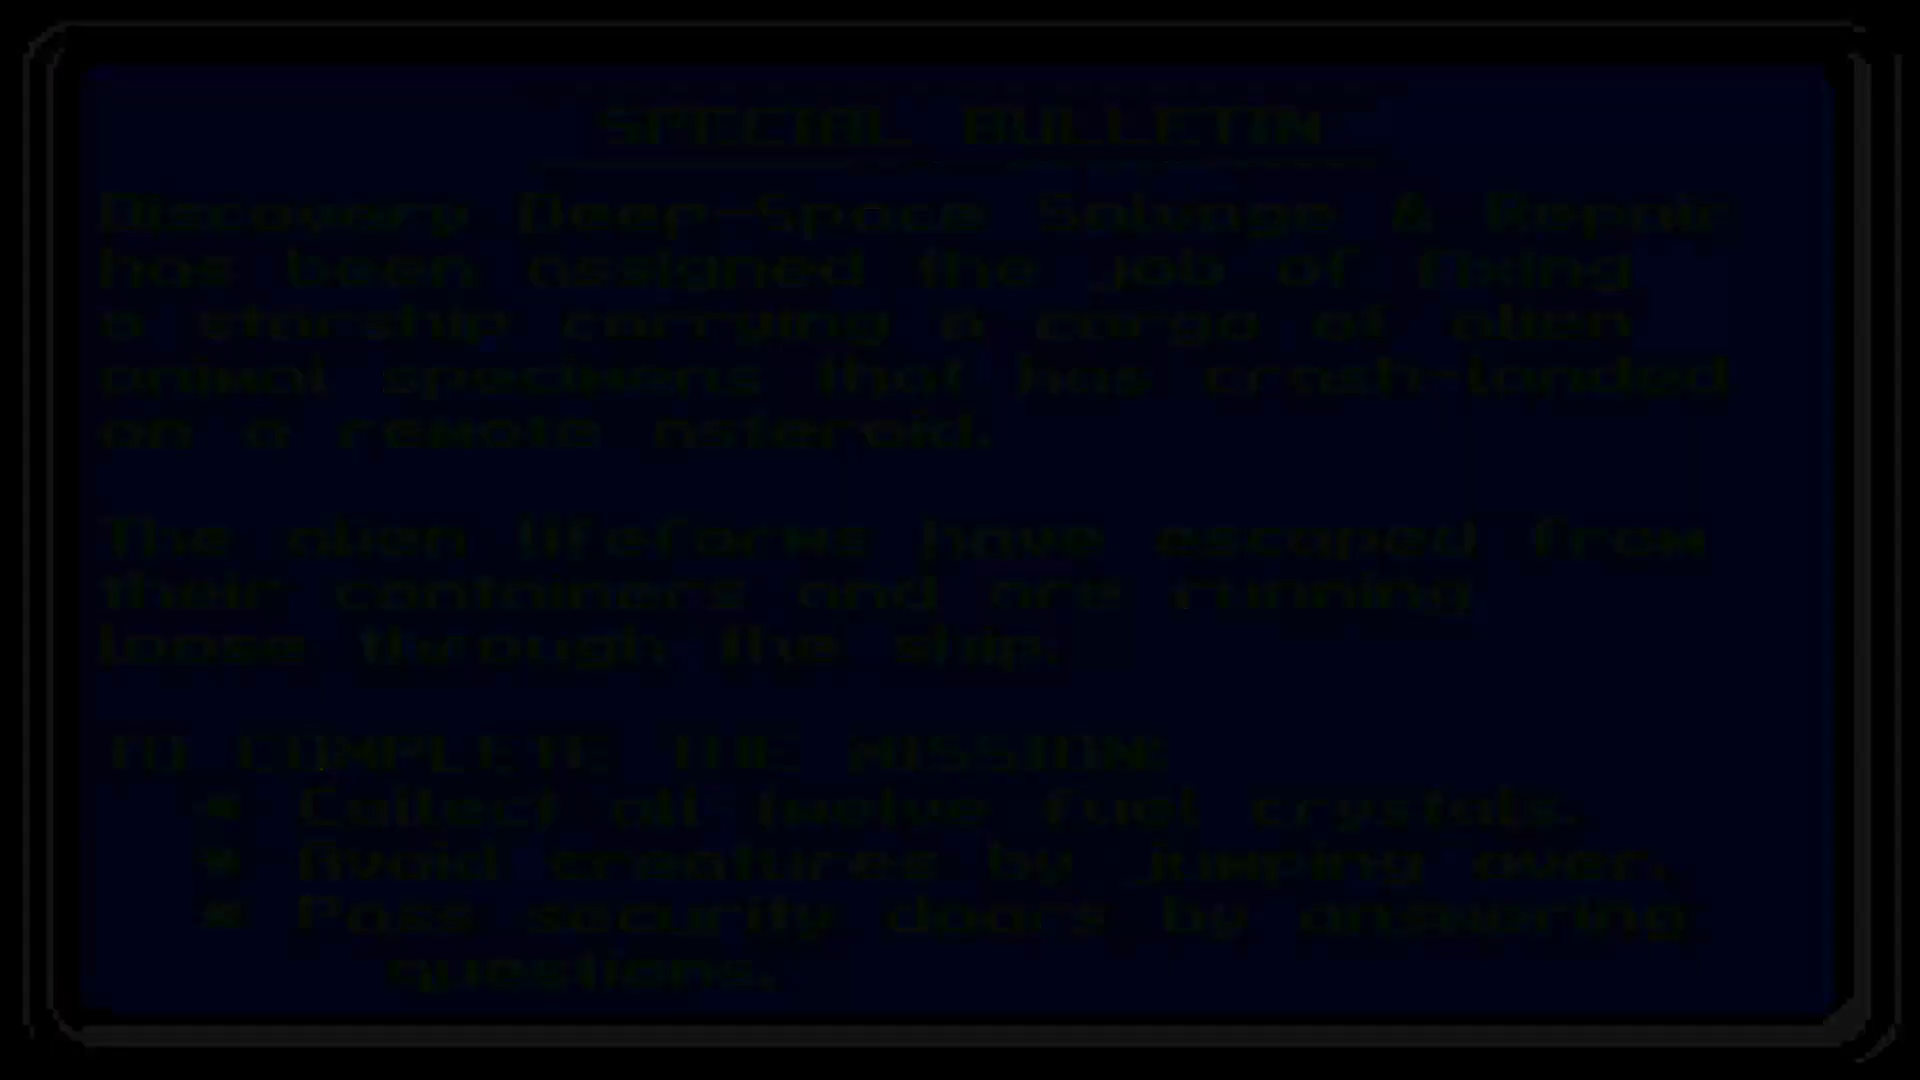 SPECIAL BULLETIN
Discovery Deep-Space Salvage & Repair
has been assigned the job of fixing
a starship carrying a cargo of alien
animal specimens that has crash-landed
on a remote asteroid.
The alien lifeforms have escaped from
their containers and are running
loose through the ship.
TO COMPLETE THE MISSION:
* Collect all twelve fuel crystals.
* Avoid creatures by jumping over.
* Pass security doors by answering
questions.